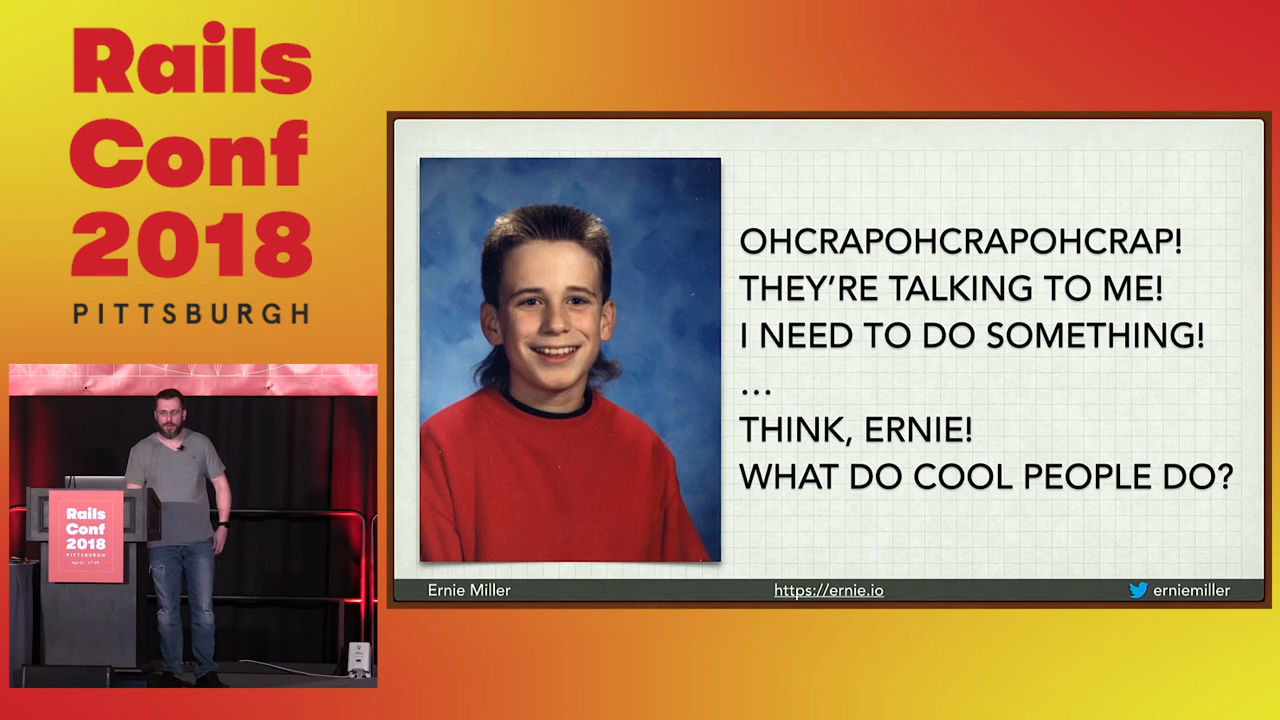 Rails
Conf
2018
PITTSBURGH
Rails
Conf
2018
PITTSBURGH
OHCRAPOHCRAPOHCRAP!
THEY'RE TALKING TO ME!
I NEED TO DO SOMETHING!
…
THINK, ERNIE!
WHAT DO COOL PEOPLE DO?
Ernie Miller
https://ernie.io
erniemiller